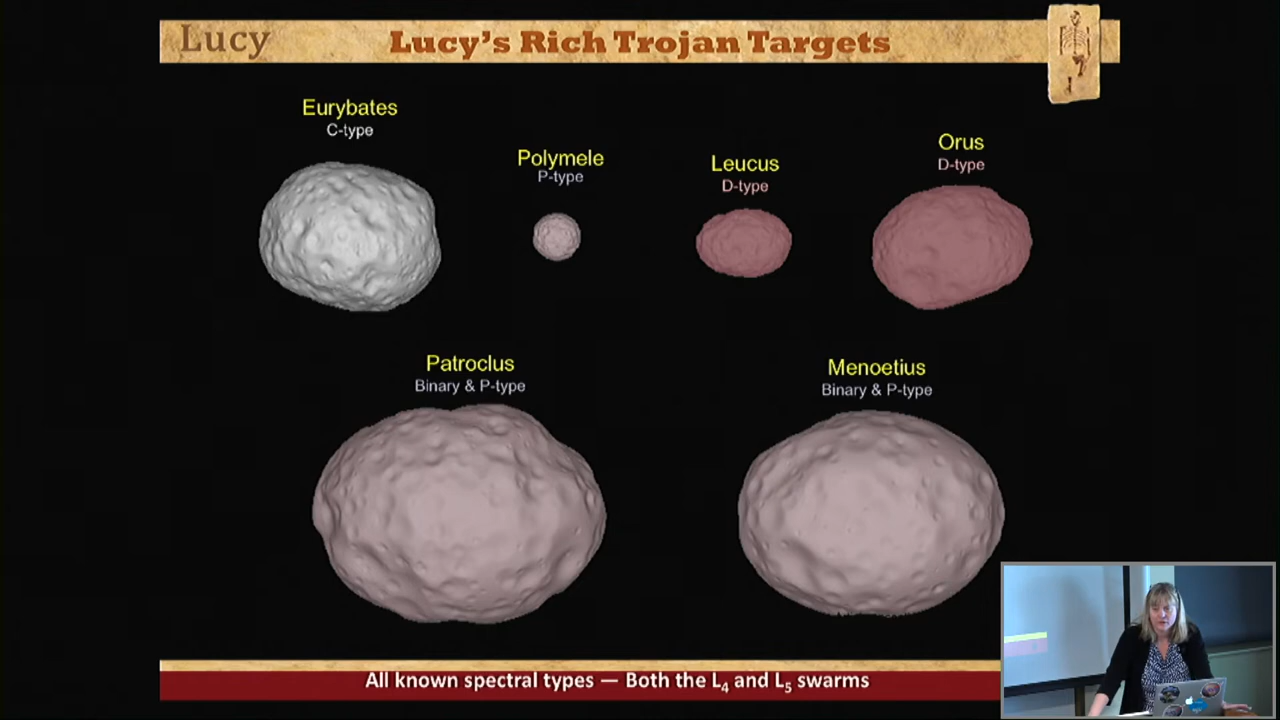 Lucy
Lucy's Rich Trojan Targets
Eurybates
C-type
Polymele
P-type
Leucus
D-type
Orus
D-type
Patroclus
Binary & P-type
Menoetius
Binary & P-type
All known spectral types — Both the L₄ and L₅ swarms